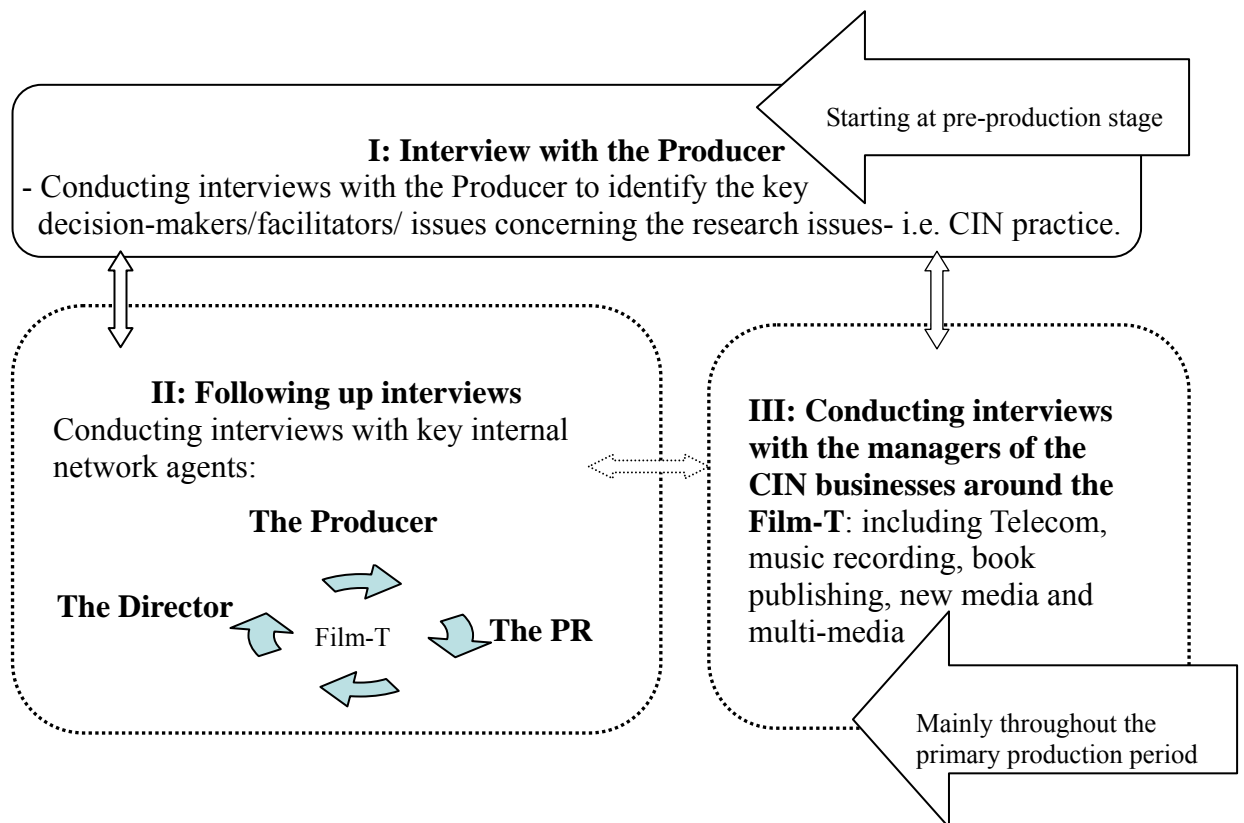 Starting at pre-production stage
I: Interview with the Producer
- Conducting interviews with the Producer to identify the key
decision-makers/facilitators/ issues concerning the research issues- i.e. CIN practice.
II: Following up interviews
Conducting interviews with key internal
network agents:
The Producer
The Director
Film-T
The PR
III: Conducting interviews
with the managers of the
CIN businesses around the
Film-T: including Telecom,
music recording, book
publishing, new media and
multi-media
Mainly throughout the
primary production period